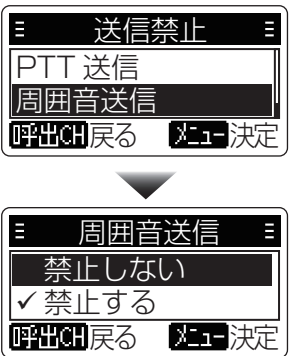 送信禁止
PTT 送信
周囲音送信
呼出CH 戻る メニュー 決定
周囲音送信
禁止しない
✓ 禁止する
呼出CH 戻る メニュー 決定